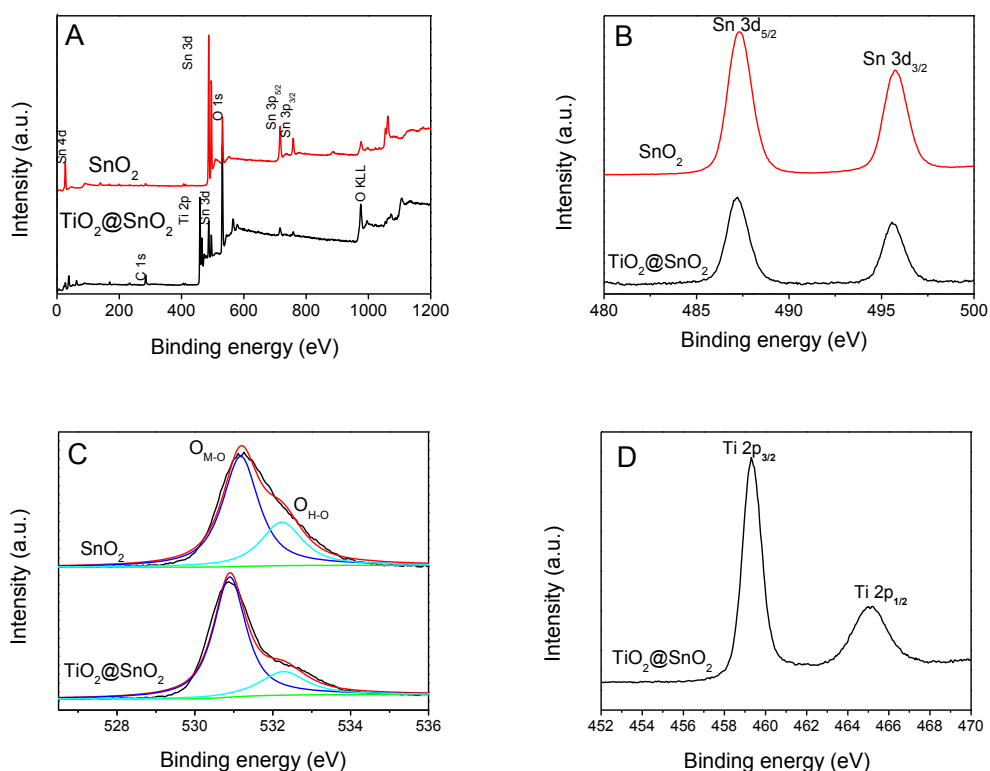 A
Intensity (a.u.)
Sn 4d
SnO2
Sn 3d
O 1s
Sn 3p5/2
Sn 3p3/2
TiO2@SnO2
C 1s
Ti 2p
Sn 3d
O KLL
0 200 400 600 800 1000 1200
Binding energy (eV)
B
Intensity (a.u.)
Sn 3d5/2
Sn 3d3/2
SnO2
TiO2@SnO2
480 485 490 495 500
Binding energy (eV)
C
Intensity (a.u.)
OM-O
OH-O
SnO2
TiO2@SnO2
528 530 532 534 536
Binding energy (eV)
D
Intensity (a.u.)
Ti 2p3/2
Ti 2p1/2
TiO2@SnO2
452 454 456 458 460 462 464 466 468 470
Binding energy (eV)